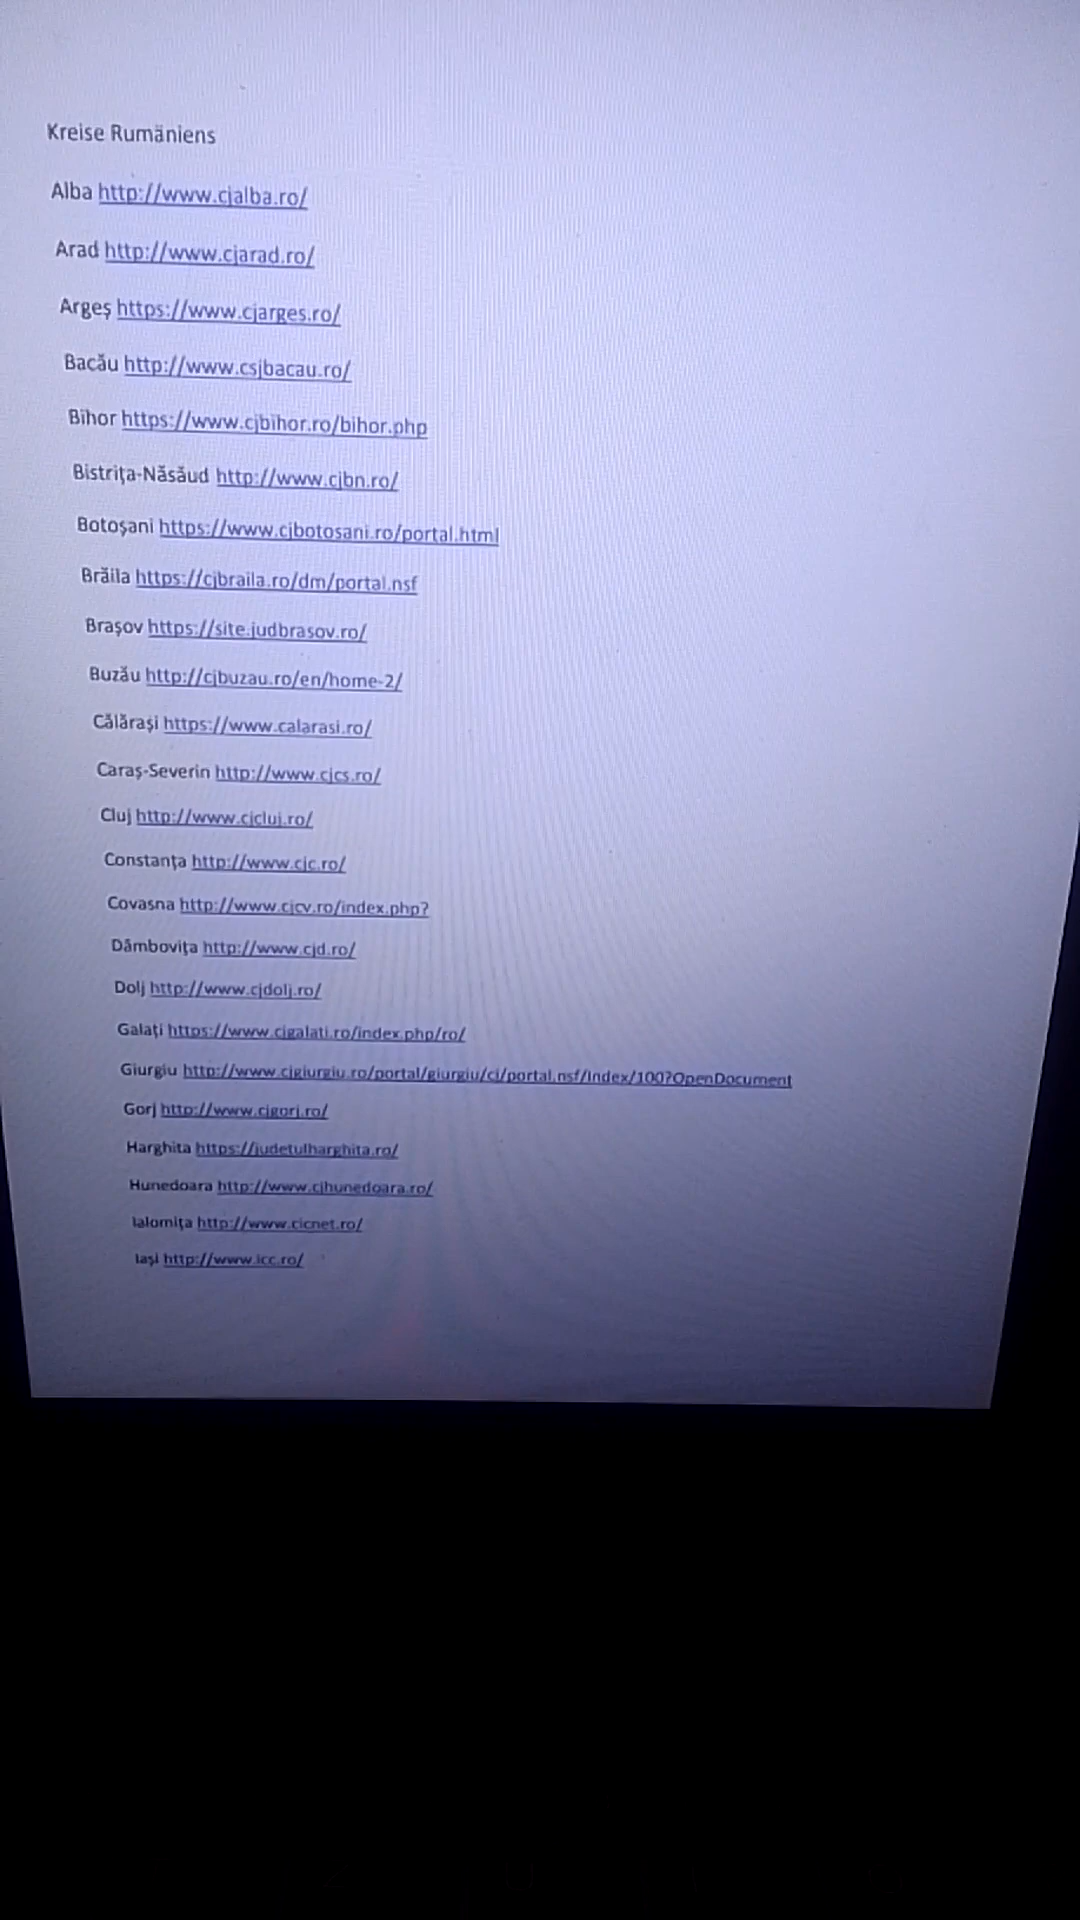 Kreise Rumäniens
Alba http://www.cjalba.ro/
Arad http://www.cjarad.ro/
Argeş https://www.cjarges.ro/
Bacău http://www.csjbacau.ro/
Bihor https://www.cjbihor.ro/bihor.php
Bistriţa-Năsăud http://www.cjbn.ro/
Botoşani https://www.cjbotosani.ro/portal.html
Brăila https://cjbraila.ro/dm/portal.nsf
Braşov https://site.judbrasov.ro/
Buzău http://cjbuzau.ro/en/home-2/
Călăraşi https://www.calarasi.ro/
Caraş-Severin http://www.cjcs.ro/
Cluj http://www.cjcluj.ro/
Constanţa http://www.cjc.ro/
Covasna http://www.cjcv.ro/index.php?
Dâmboviţa http://www.cjd.ro/
Dolj http://www.cjdolj.ro/
Galaţi https://www.cjgalati.ro/index.php/ro/
Giurgiu http://www.cjgiurgiu.ro/portal/giurgiu/cj/portal.nsf/Index/100?OpenDocument
Gorj http://www.cjgorj.ro/
Harghita https://judetulharghita.ro/
Hunedoara http://www.cjhunedoara.ro/
Ialomiţa http://www.cicnet.ro/
Iaşi http://www.icc.ro/